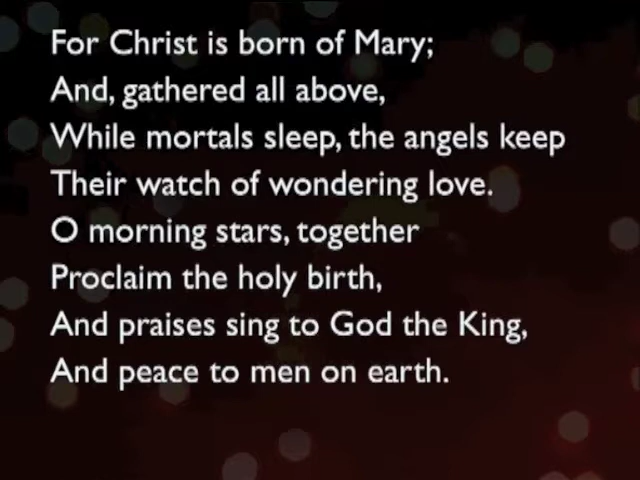 For Christ is born of Mary;
And, gathered all above,
While mortals sleep, the angels keep
Their watch of wondering love.
O morning stars, together
Proclaim the holy birth,
And praises sing to God the King,
And peace to men on earth.